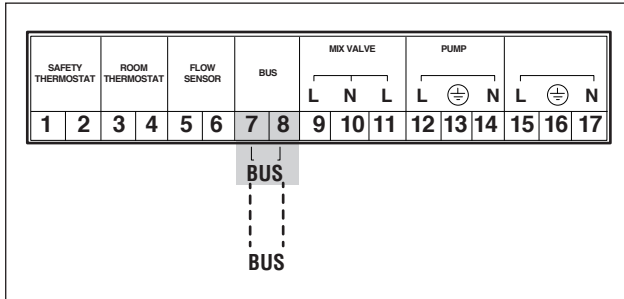 SAFETY THERMOSTAT
ROOM THERMOSTAT
FLOW SENSOR
BUS
MIX VALVE
PUMP
L N L L N L N
1 2 3 4 5 6 7 8 9 10 11 12 13 14 15 16 17
BUS
BUS